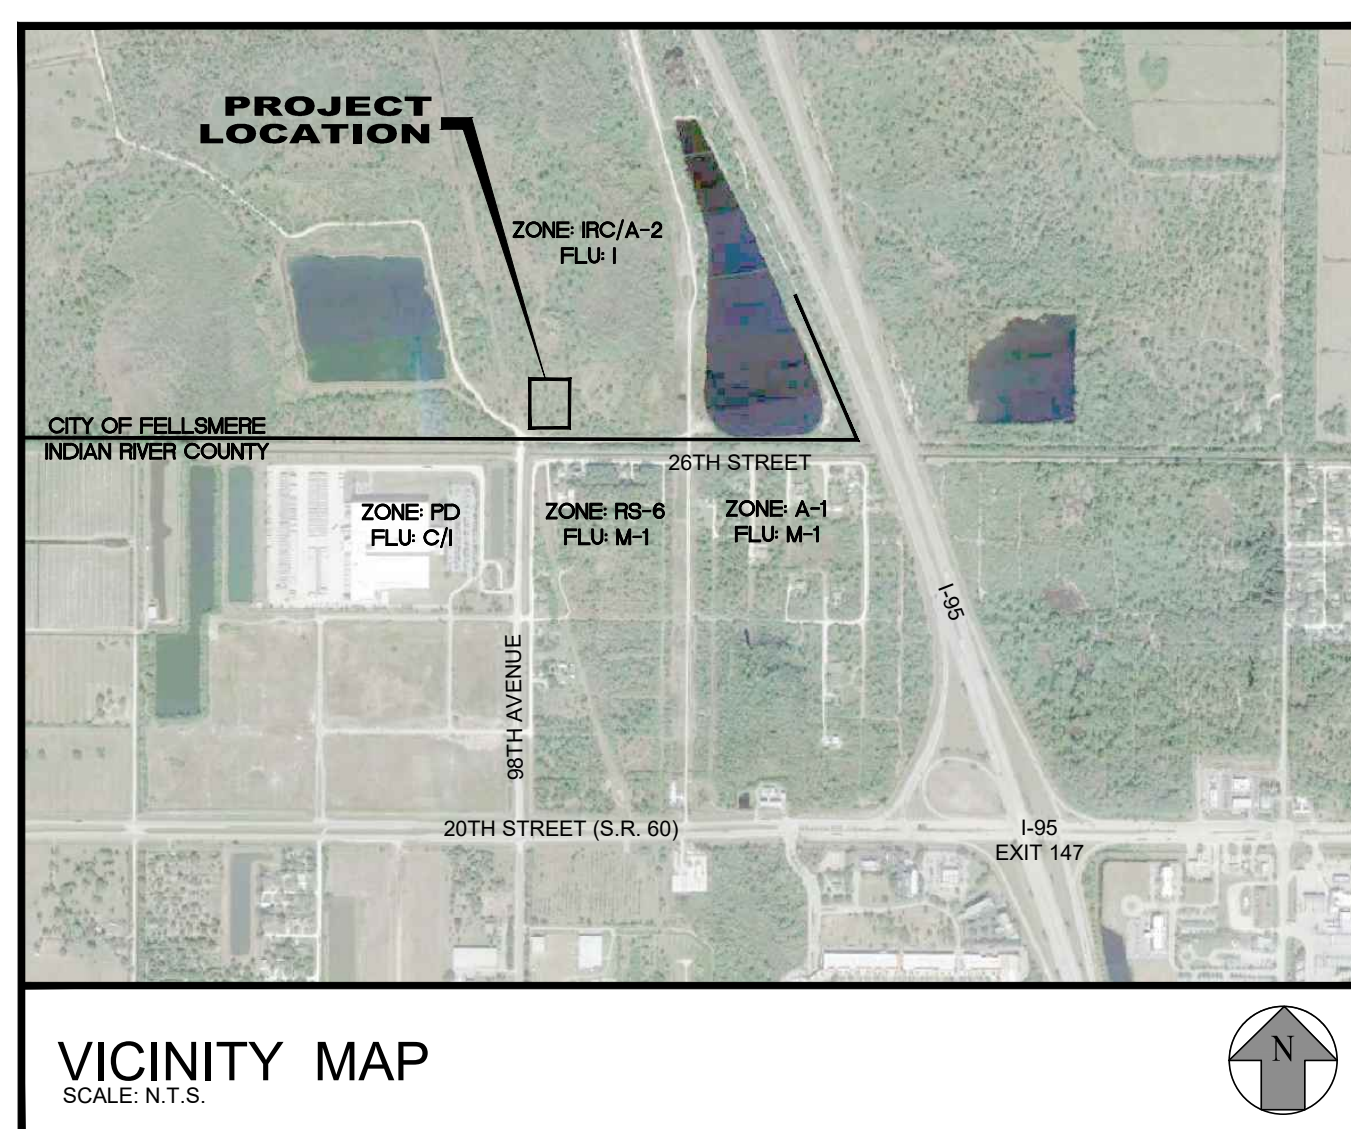 PROJECT
LOCATION
ZONE: IRC/A-2
FLU: I
CITY OF FELLSMERE
INDIAN RIVER COUNTY
26TH STREET
ZONE: PD
FLU: C/I
ZONE: RS-6
FLU: M-1
ZONE: A-1
FLU: M-1
I-95
98TH AVENUE
20TH STREET (S.R. 60)
I-95
EXIT 147
VICINITY MAP
SCALE: N.T.S.
N